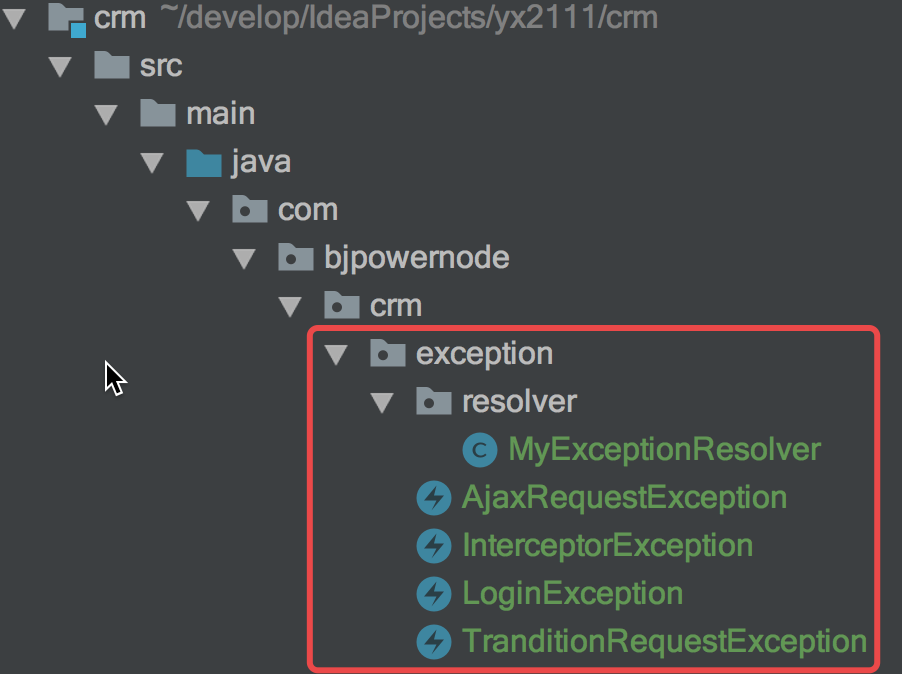 crm ~/develop/IdeaProjects/yx2111/crm
src
main
java
com
bjpowernode
crm
exception
resolver
C MyExceptionResolver
AjaxRequestException
InterceptorException
LoginException
TranditionRequestException